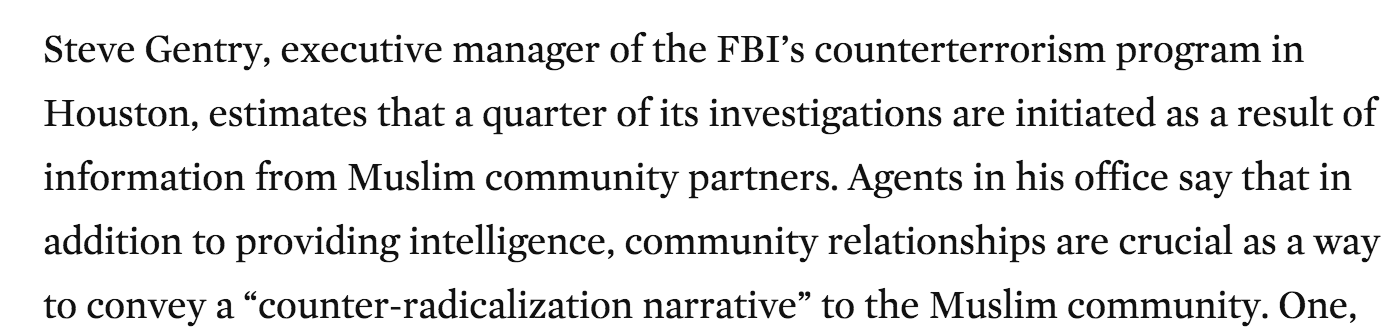 Steve Gentry, executive manager of the FBI’s counterterrorism program in
Houston, estimates that a quarter of its investigations are initiated as a result of
information from Muslim community partners. Agents in his office say that in
addition to providing intelligence, community relationships are crucial as a way
to convey a “counter-radicalization narrative” to the Muslim community. One,